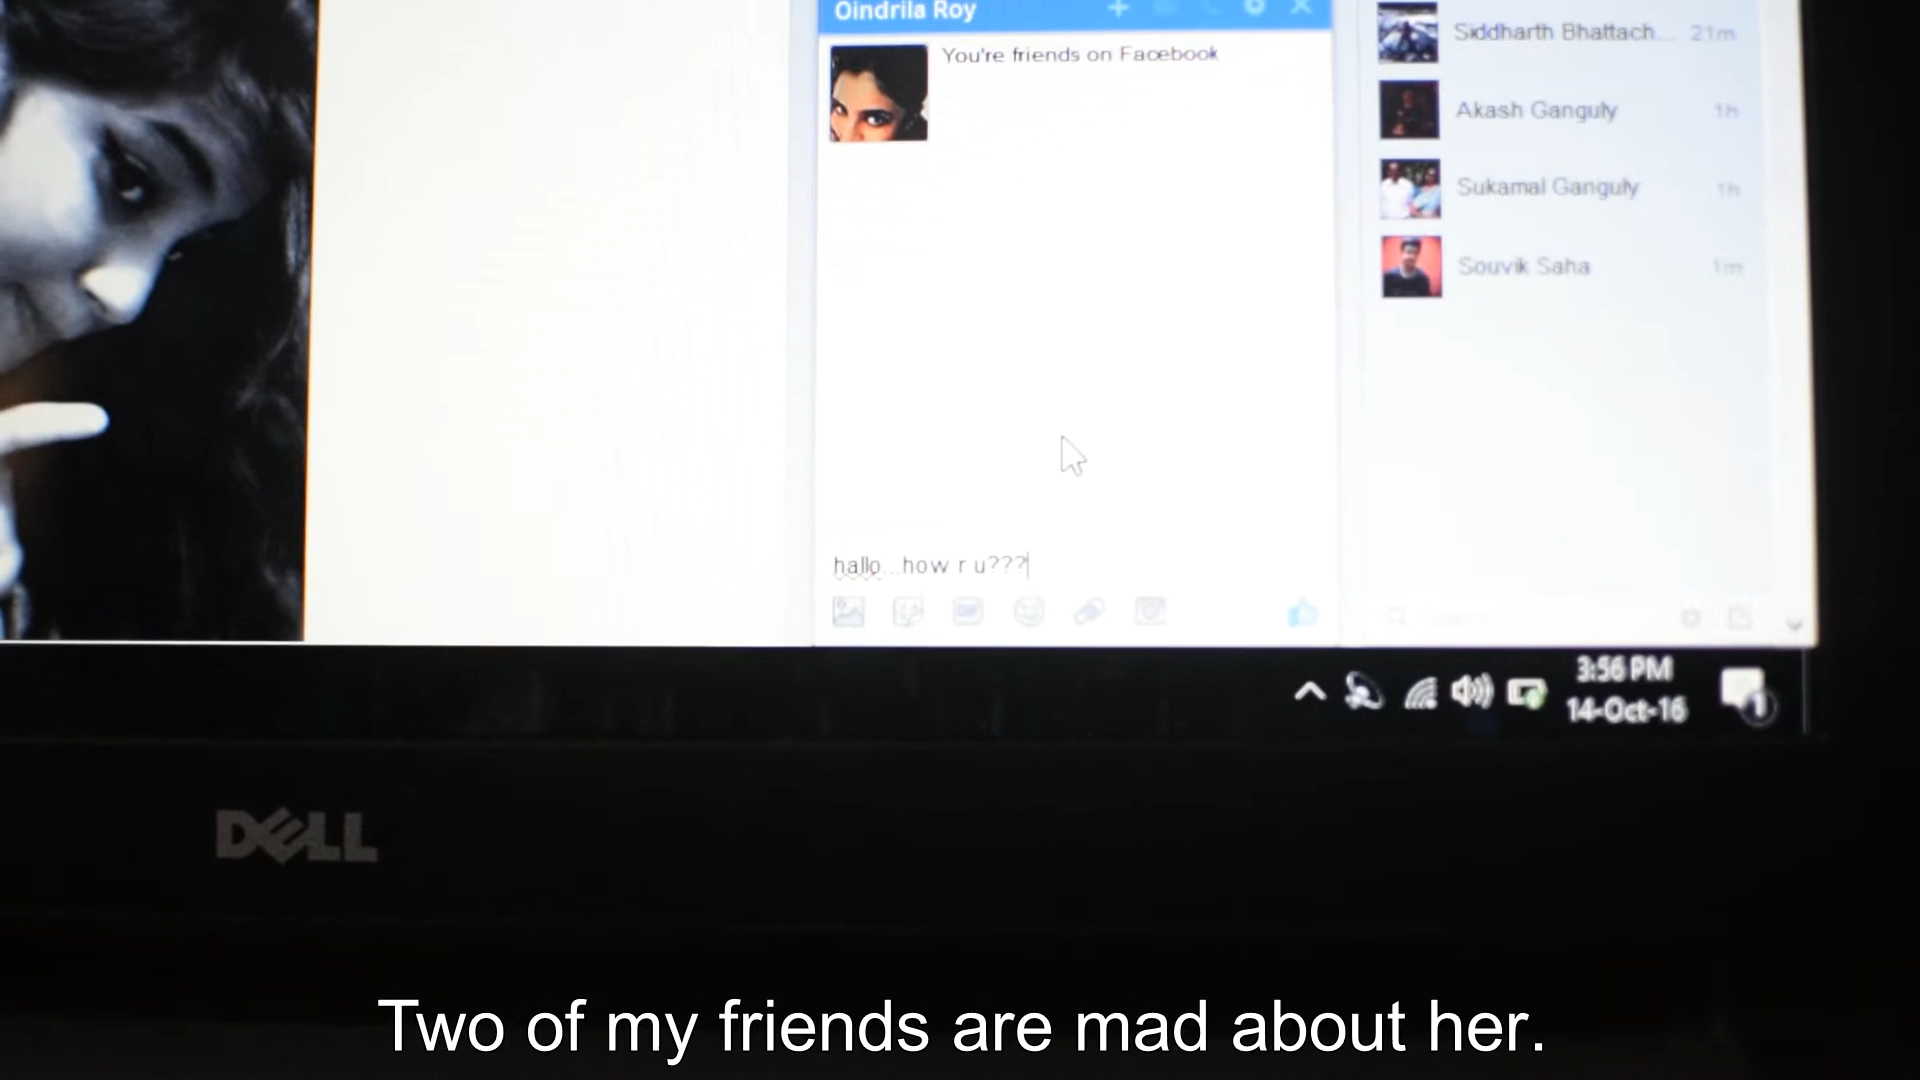 Oindrila Roy
You're friends on Facebook
hallo...how r u???
Siddharth Bhattach... 21m
Akash Ganguly 1h
Sukamal Ganguly 1h
Souvik Saha 1m
3:56 PM
14-Oct-16
1
DELL
Two of my friends are mad about her.